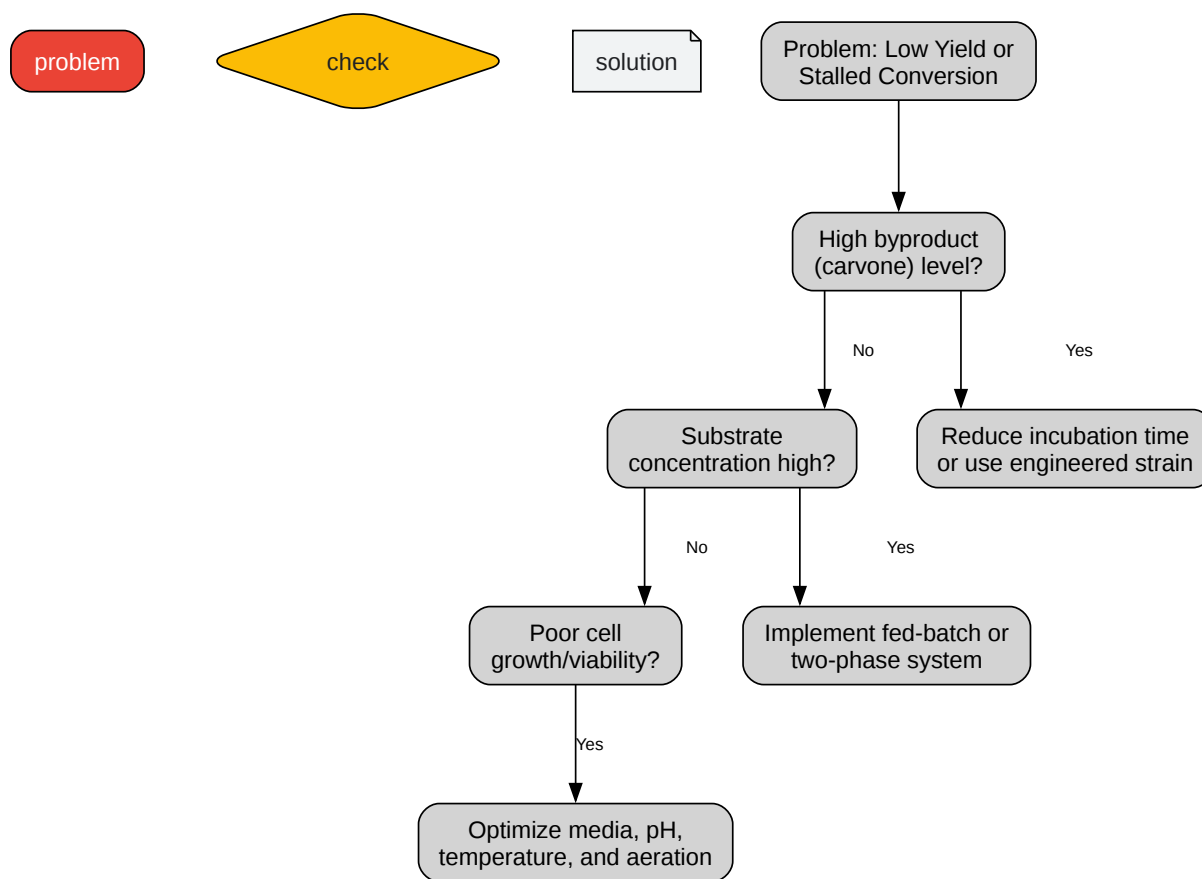 problem
check
solution
Problem: Low Yield or
Stalled Conversion
High byproduct
(carvone) level?
No
Yes
Substrate
concentration high?
Reduce incubation time
or use engineered strain
No
Yes
Poor cell
growth/viability?
Implement fed-batch or
two-phase system
Yes
Optimize media, pH,
temperature, and aeration